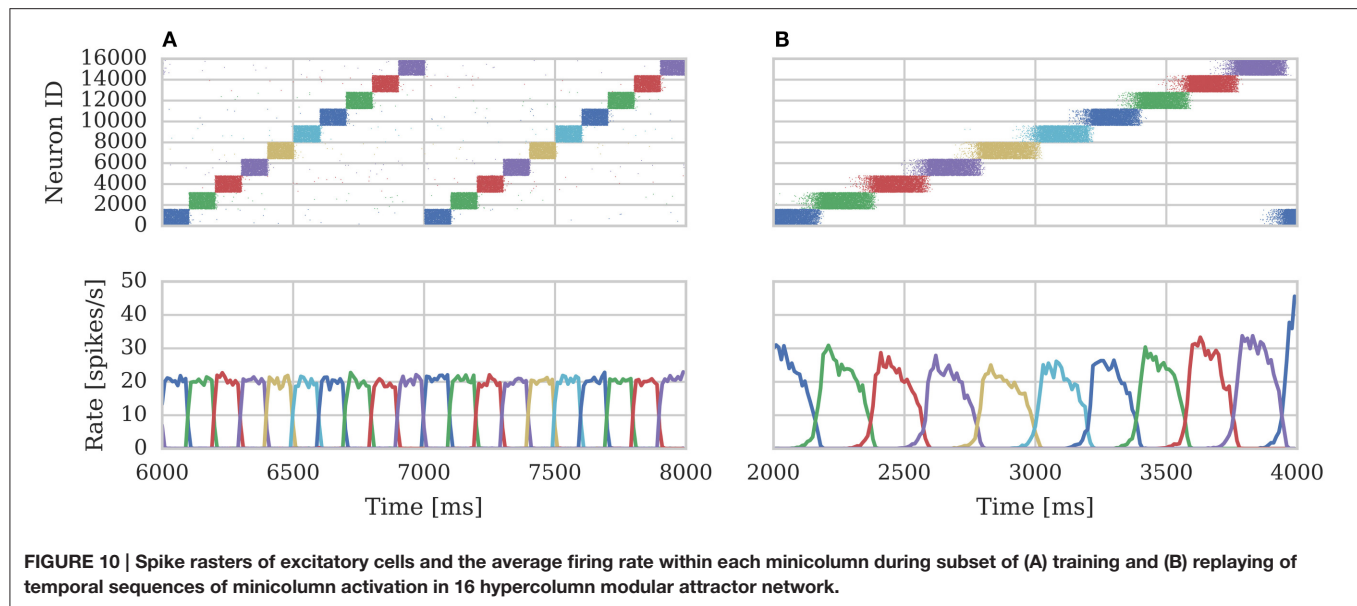 A
B
16000
14000
12000
10000
8000
6000
4000
2000
0
Neuron ID
50
40
30
20
10
0
Rate [spikes/s]
6000 6500 7000 7500 8000
Time [ms]
2000 2500 3000 3500 4000
Time [ms]
FIGURE 10 | Spike rasters of excitatory cells and the average firing rate within each minicolumn during subset of (A) training and (B) replaying of
temporal sequences of minicolumn activation in 16 hypercolumn modular attractor network.